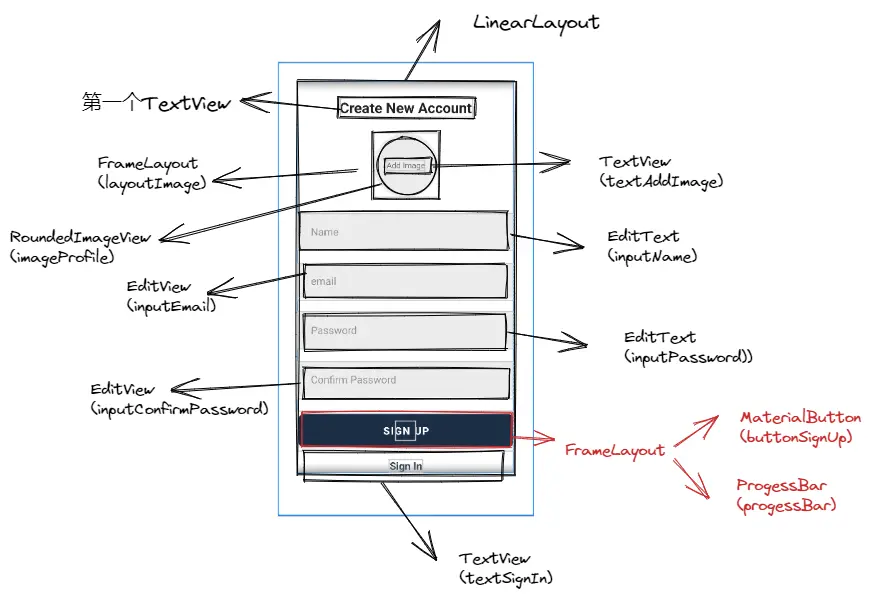 LinearLayout
第一个TextView
Create New Account
FrameLayout
(layoutImage)
Add Image
TextView
(textAddImage)
RoundedImageView
(imageProfile)
Name
EditText
(inputName)
EditView
(inputEmail)
email
Password
EditText
(inputPassword))
EditView
(inputConfirmPassword)
Confirm Password
SIGN UP
FrameLayout
MaterialButton
(buttonSignUp)
ProgessBar
(progessBar)
Sign In
TextView
(textSignIn)